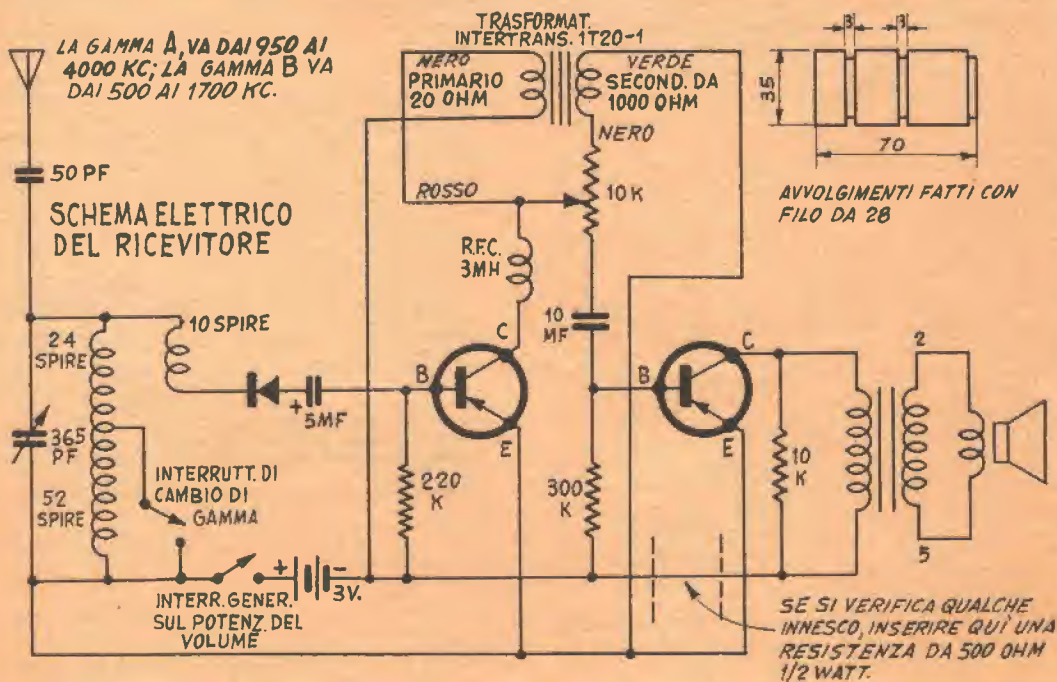 LA GAMMA A, VA DAI 950 AI
4000 KC; LA GAMMA B VA
DAI 500 AI 1700 KC.
TRASFORMAT.
INTERTRANS. 1T20-1
NERO
PRIMARIO
20 OHM
VERDE
SECOND. DA
1000 OHM
NERO
10 K
ROSSO
3
3
35
70
AVVOLGIMENTI FATTI CON
FILO DA 28
50 PF
SCHEMA ELETTRICO
DEL RICEVITORE
R.F.C.
3MH
10
MF
24
SPIRE
10 SPIRE
365
PF
52
SPIRE
+
5MF
B
C
E
B
C
E
220
K
300
K
10
K
2
5
INTERRUTT. DI
CAMBIO DI
GAMMA
+
-
3V.
INTERR. GENER.
SUL POTENZ. DEL
VOLUME
SE SI VERIFICA QUALCHE
INNESCO, INSERIRE QUÌ UNA
RESISTENZA DA 500 OHM
1/2 WATT.